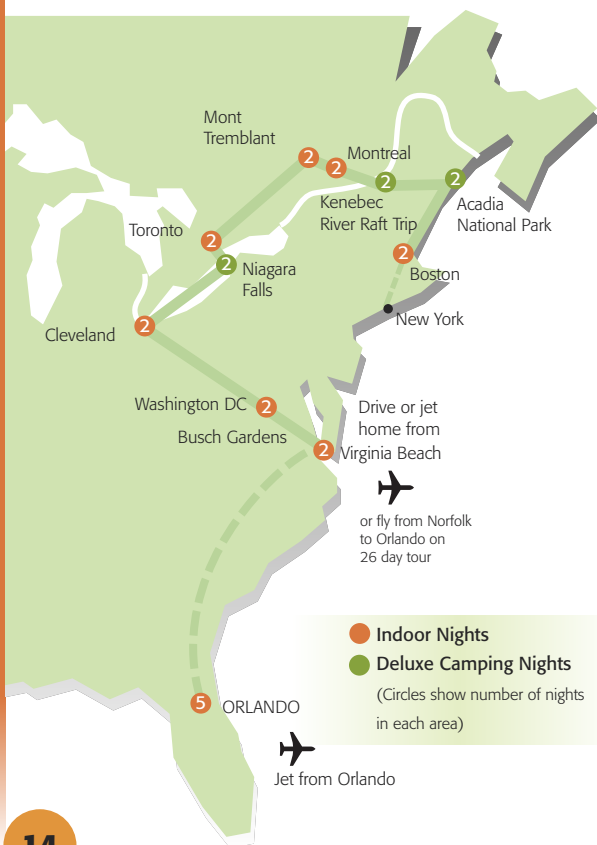 Mont
Tremblant
2
2
Montreal
2
2
Kenebec
River Raft Trip
Acadia
National Park
Toronto
2
2
Niagara
Falls
2
Boston
New York
Cleveland
2
Washington DC
2
Busch Gardens
2
Virginia Beach
Drive or jet
home from
or fly from Norfolk
to Orlando on
26 day tour
Indoor Nights
Deluxe Camping Nights
(Circles show number of nights
in each area)
5
ORLANDO
Jet from Orlando
14